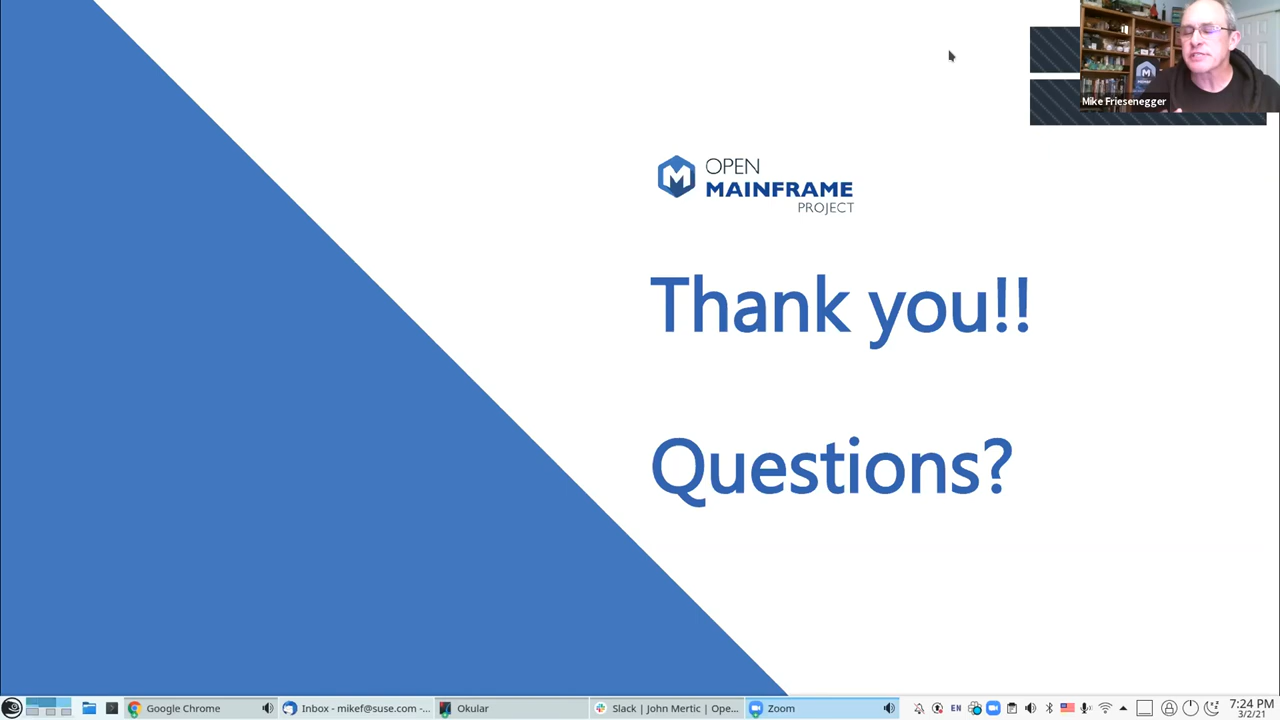 Mike Friesenegger
OPEN
MAINFRAME
PROJECT
Thank you!!
Questions?
Google Chrome
Inbox - mikef@suse.com -...
Okular
Slack | John Mertic | Ope...
Zoom
EN
7:24 PM
3/2/21